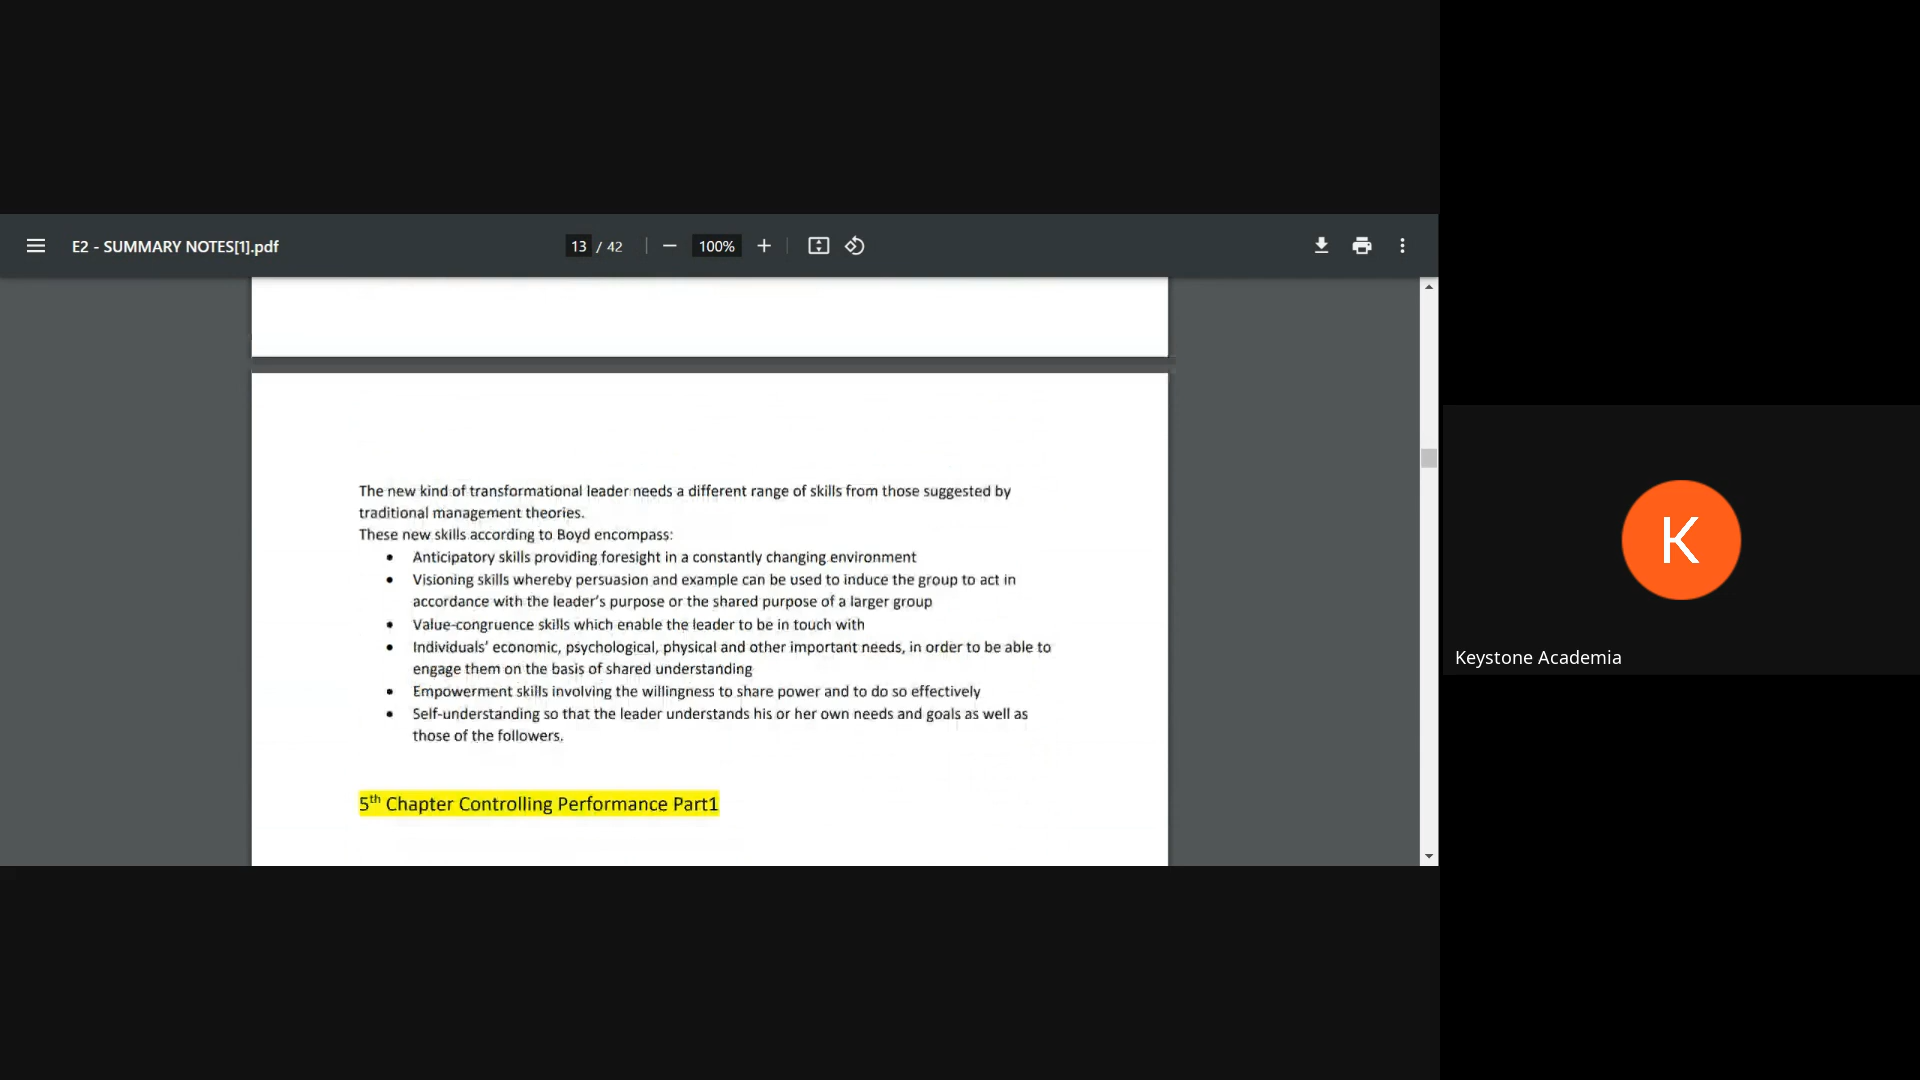 E2 - SUMMARY NOTES[1].pdf
13 / 42
100%
The new kind of transformational leader needs a different range of skills from those suggested by
traditional management theories.
These new skills according to Boyd encompass:
• Anticipatory skills providing foresight in a constantly changing environment
• Visioning skills whereby persuasion and example can be used to induce the group to act in
accordance with the leader's purpose or the shared purpose of a larger group
• Value-congruence skills which enable the leader to be in touch with
• Individuals' economic, psychological, physical and other important needs, in order to be able to
engage them on the basis of shared understanding
• Empowerment skills involving the willingness to share power and to do so effectively
• Self-understanding so that the leader understands his or her own needs and goals as well as
those of the followers.
5th Chapter Controlling Performance Part1
K
Keystone Academia